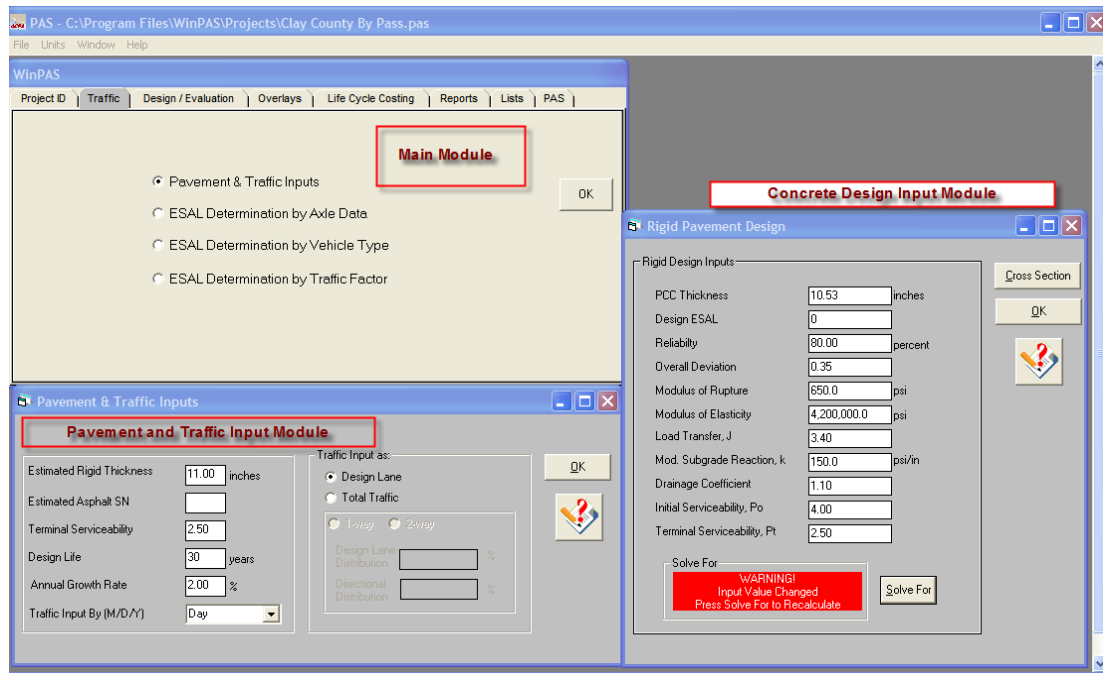 PAS - C:\Program Files\WinPAS\Projects\Clay County By Pass.pas
File Units Window Help
WinPAS
Project ID Traffic Design / Evaluation Overlays Life Cycle Costing Reports Lists PAS
Main Module
Pavement & Traffic Inputs
ESAL Determination by Axle Data
ESAL Determination by Vehicle Type
ESAL Determination by Traffic Factor
OK
Pavement & Traffic Inputs
Pavement and Traffic Input Module
Estimated Rigid Thickness 11.00 inches
Estimated Asphalt SN
Terminal Serviceability 2.50
Design Life 30 years
Annual Growth Rate 2.00 %
Traffic Input By (M/D/Y) Day
Traffic Input as:
Design Lane
Total Traffic
1-way 2-way
Design Lane Distribution %
Directional Distribution %
OK
Concrete Design Input Module
Rigid Pavement Design
Rigid Design Inputs
PCC Thickness 10.53 inches
Design ESAL 0
Reliabilty 80.00 percent
Overall Deviation 0.35
Modulus of Rupture 650.0 psi
Modulus of Elasticity 4,200,000.0 psi
Load Transfer, J 3.40
Mod. Subgrade Reaction, k 150.0 psi/in
Drainage Coefficient 1.10
Initial Serviceability, Po 4.00
Terminal Serviceability, Pt 2.50
Solve For
WARNING!
Input Value Changed
Press Solve For to Recalculate
Solve For
Cross Section
OK